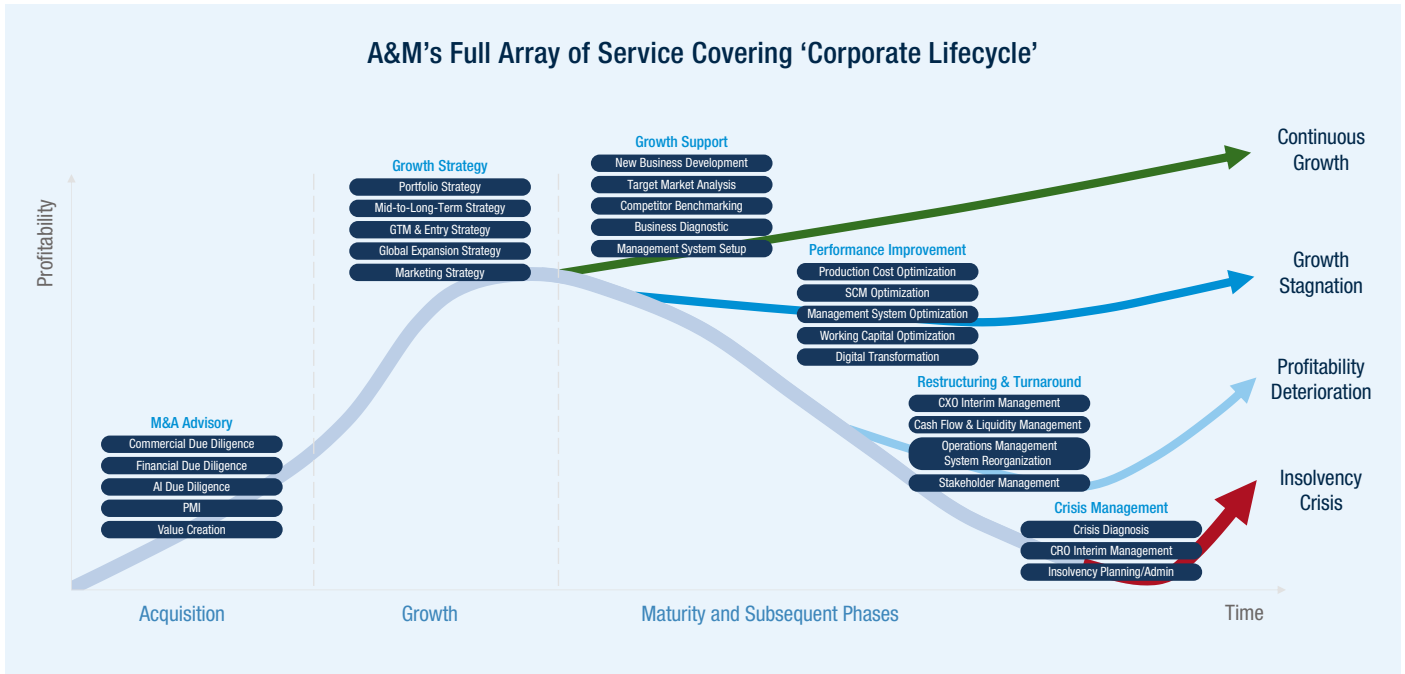 A&M's Full Array of Service Covering ‘Corporate Lifecycle’
Profitability
M&A Advisory
Commercial Due Diligence
Financial Due Diligence
AI Due Diligence
PMI
Value Creation
Growth Strategy
Portfolio Strategy
Mid-to-Long-Term Strategy
GTM & Entry Strategy
Global Expansion Strategy
Marketing Strategy
Growth Support
New Business Development
Target Market Analysis
Competitor Benchmarking
Business Diagnostic
Management System Setup
Performance Improvement
Production Cost Optimization
SCM Optimization
Management System Optimization
Working Capital Optimization
Digital Transformation
Restructuring & Turnaround
CXO Interim Management
Cash Flow & Liquidity Management
Operations Management
System Reorganization
Stakeholder Management
Crisis Management
Crisis Diagnosis
CRO Interim Management
Insolvency Planning/Admin
Continuous
Growth
Growth
Stagnation
Profitability
Deterioration
Insolvency
Crisis
Acquisition
Growth
Maturity and Subsequent Phases
Time